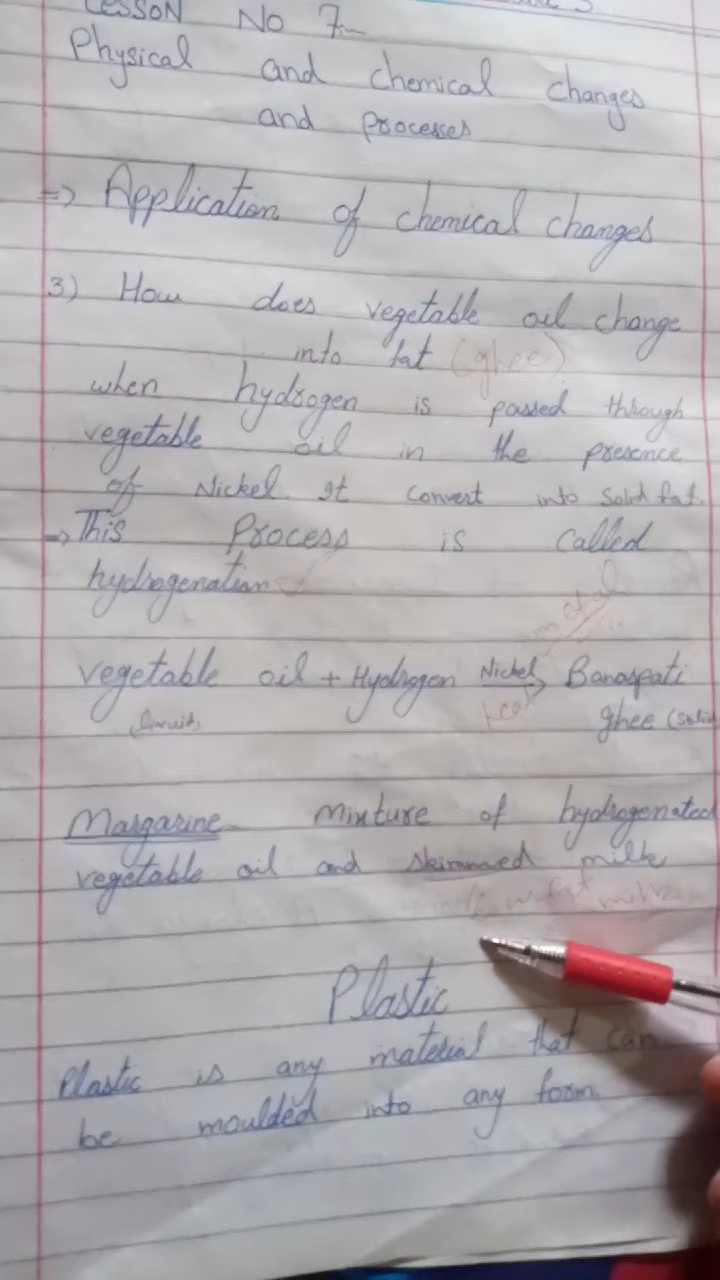 LESSON No 7
Physical and chemical changes
and processes
=> Application of chemical changes
3) How does vegetable oil change
into fat (ghee)
when hydrogen is passed through
vegetable oil in the presence
of Nickel. It convert into solid fat.
=> This Process is called
hydrogenation
metal
vegetable oil + Hydrogen Nickel Banaspati
(liquid) heat ghee (solid
Margarine mixture of hydrogenated
vegetable oil and skimmed milk
low fat milk
Plastic
Plastic is any material that can
be moulded into any form.